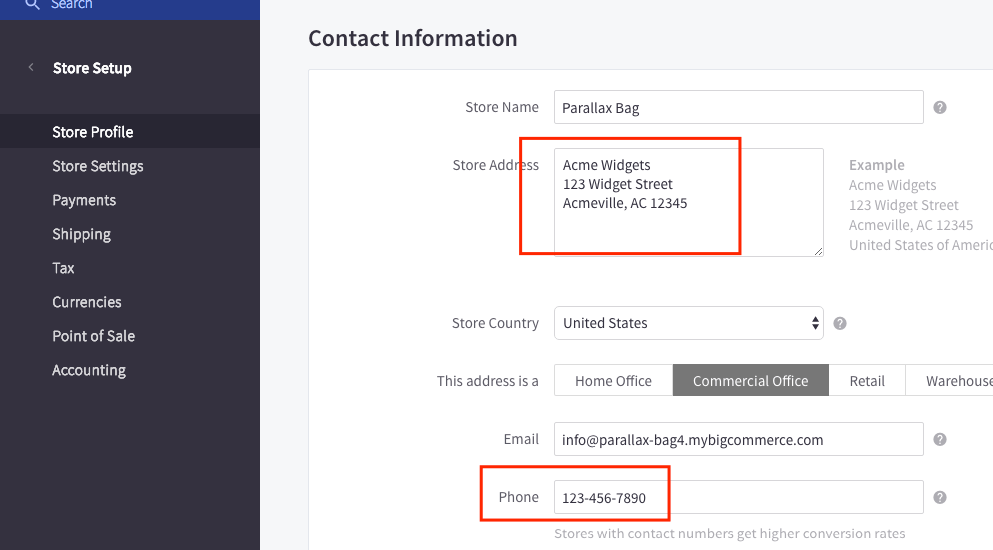 Search
Store Setup
Store Profile
Store Settings
Payments
Shipping
Tax
Currencies
Point of Sale
Accounting
Contact Information
Store Name
Parallax Bag
Store Address
Acme Widgets
123 Widget Street
Acmeville, AC 12345
Example
Acme Widgets
123 Widget Street
Acmeville, AC 12345
United States of Americ
Store Country
United States
This address is a
Home Office
Commercial Office
Retail
Warehouse
Email
info@parallax-bag4.mybigcommerce.com
Phone
123-456-7890
Stores with contact numbers get higher conversion rates